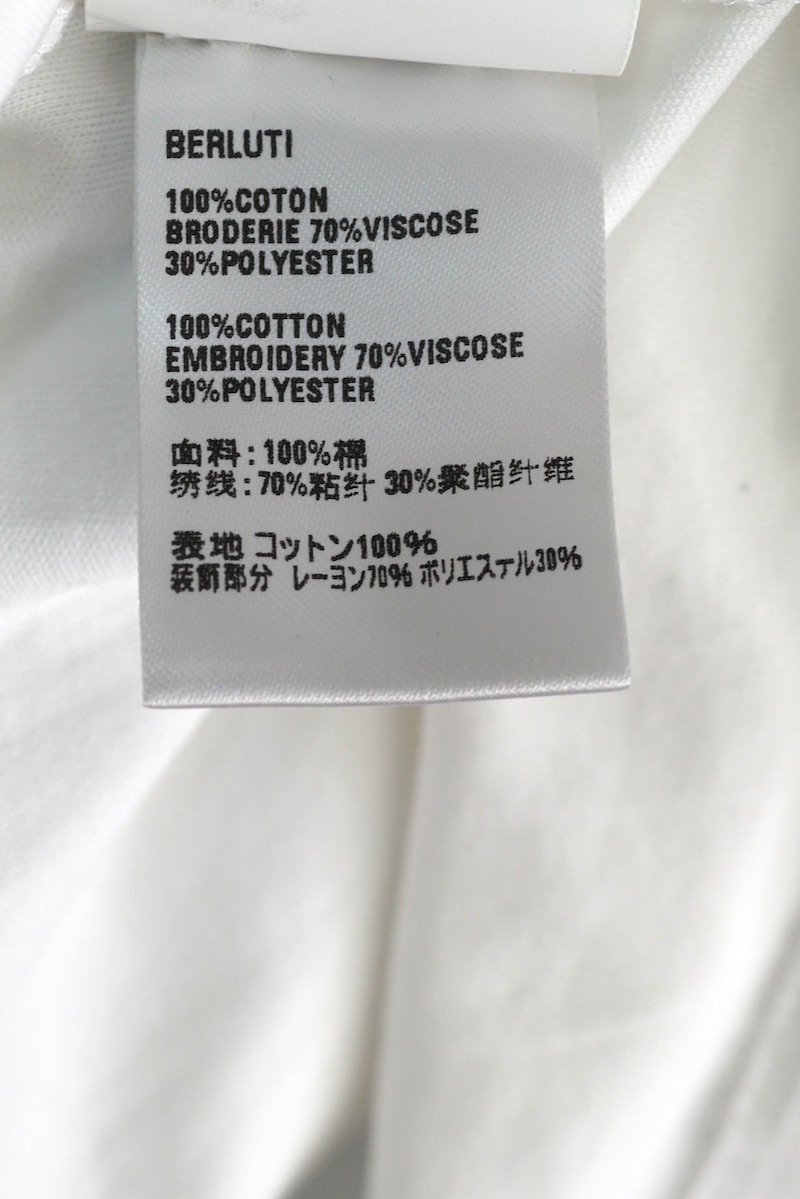 BERLUTI
100%COTON
BRODERIE 70%VISCOSE
30%POLYESTER
100%COTTON
EMBROIDERY 70%VISCOSE
30%POLYESTER
面料:100%棉
绣线:70%粘纤 30%聚酯纤维
表地 コットン100%
装飾部分 レーヨン70% ポリエステル30%